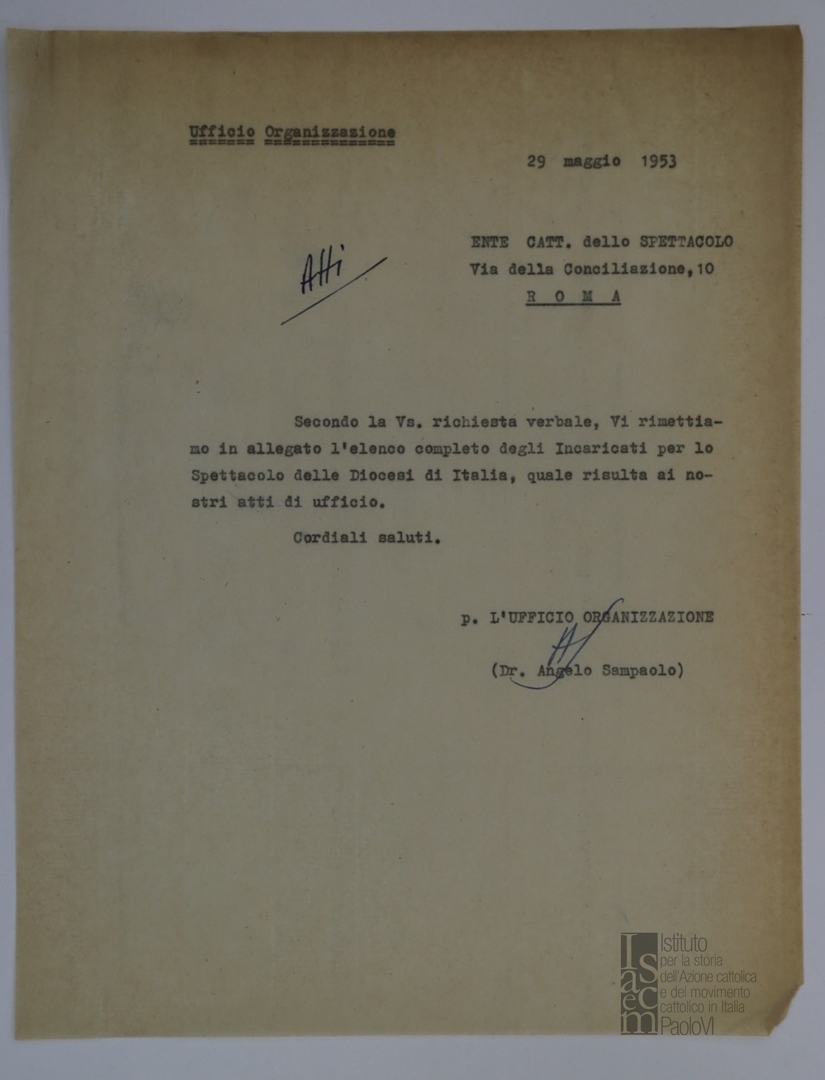 Ufficio Organizzazione
29 maggio 1953
ENTE CATT. dello SPETTACOLO
Via della Conciliazione,10
R O M A
Atti
Secondo la Vs. richiesta verbale, Vi rimettia-
mo in allegato l'elenco completo degli Incaricati per lo
Spettacolo delle Diocesi di Italia, quale risulta ai no-
stri atti di ufficio.
Cordiali saluti.
p. L'UFFICIO ORGANIZZAZIONE
(Dr. Angelo Sampaolo)
Isacem
Istituto
per la storia
dell'Azione cattolica
e del movimento
cattolico in Italia
PaoloVI